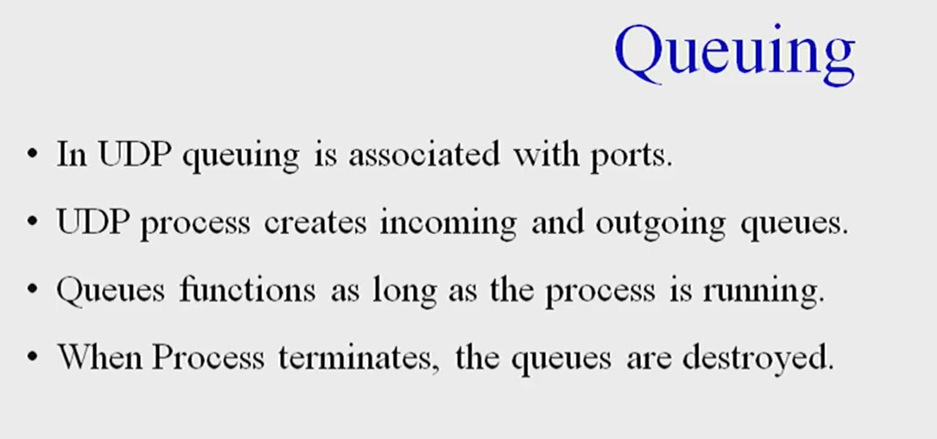 Queuing
• In UDP queuing is associated with ports.
• UDP process creates incoming and outgoing queues.
• Queues functions as long as the process is running.
• When Process terminates, the queues are destroyed.